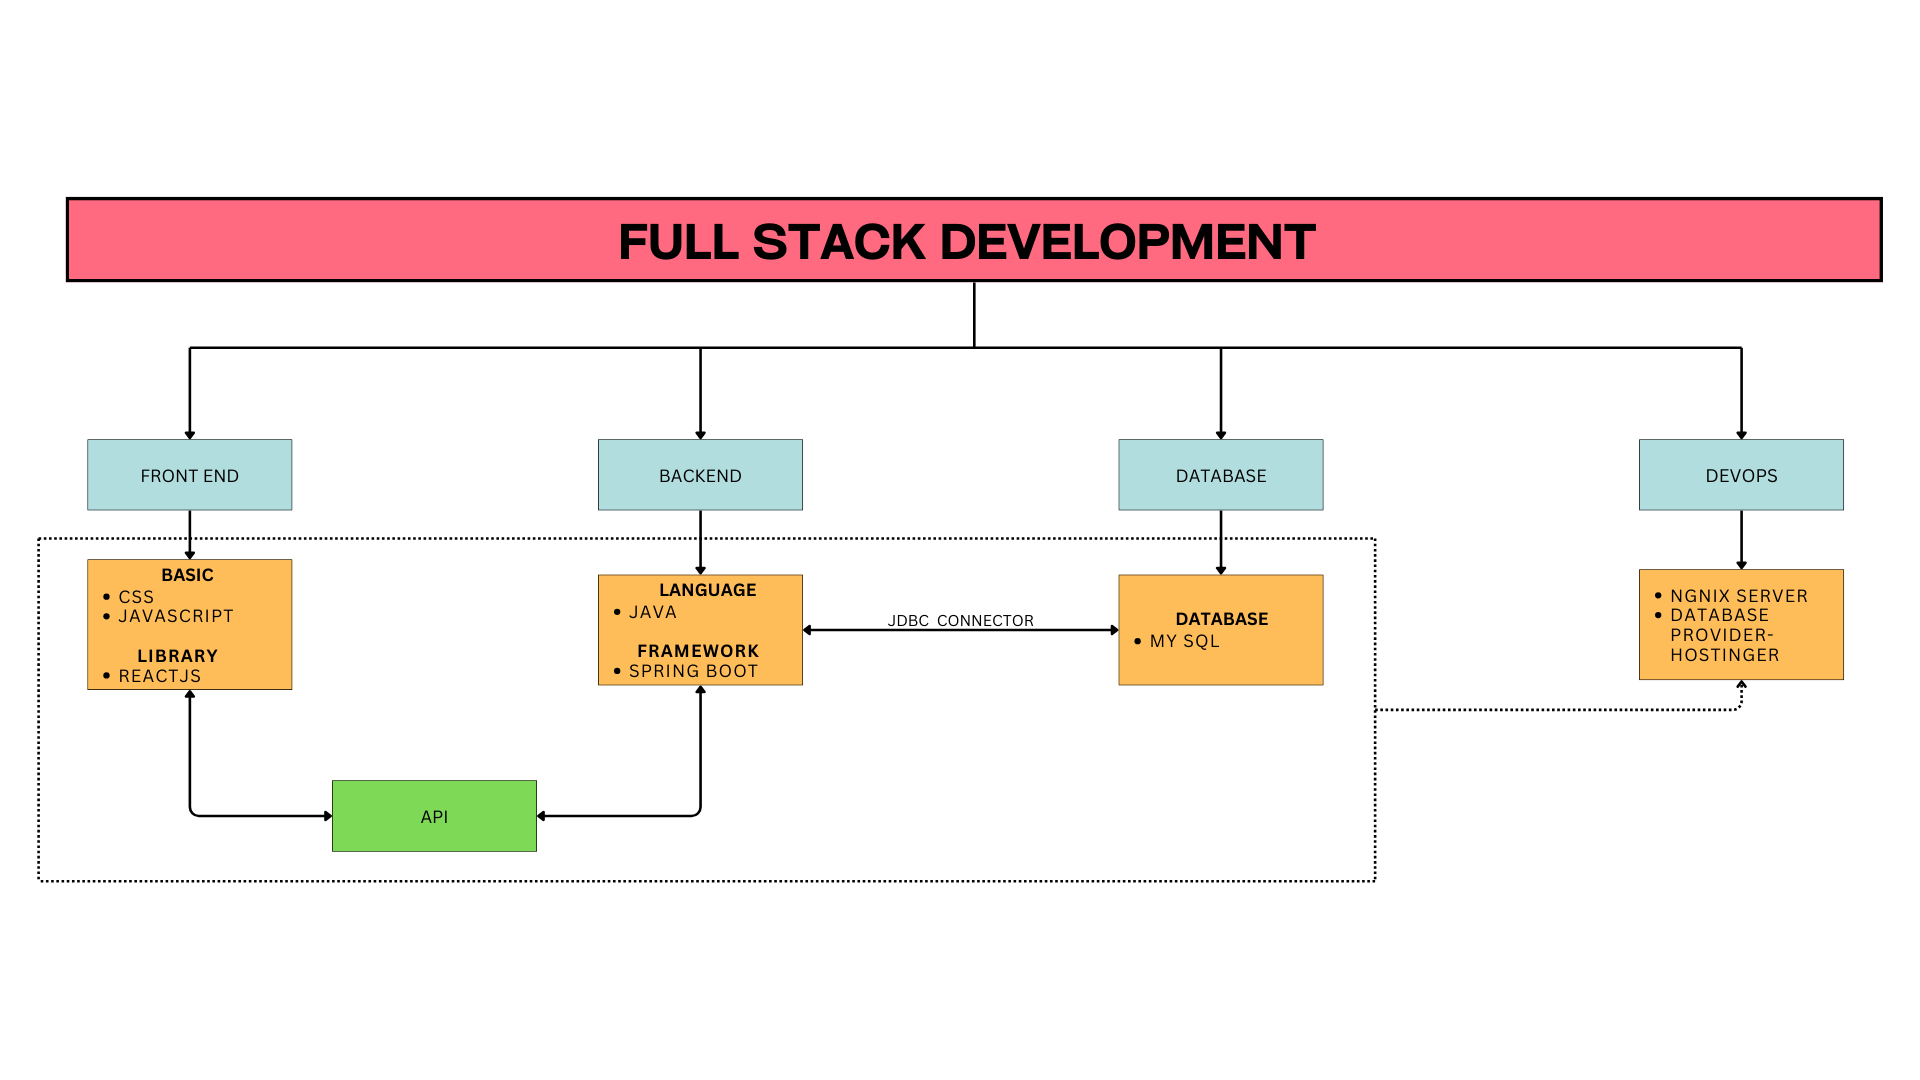 FULL STACK DEVELOPMENT
FRONT END
BACKEND
DATABASE
DEVOPS
BASIC
CSS
JAVASCRIPT
LIBRARY
REACTJS
LANGUAGE
JAVA
FRAMEWORK
SPRING BOOT
JDBC CONNECTOR
DATABASE
MY SQL
NGNIX SERVER
DATABASE
PROVIDER-
HOSTINGER
API